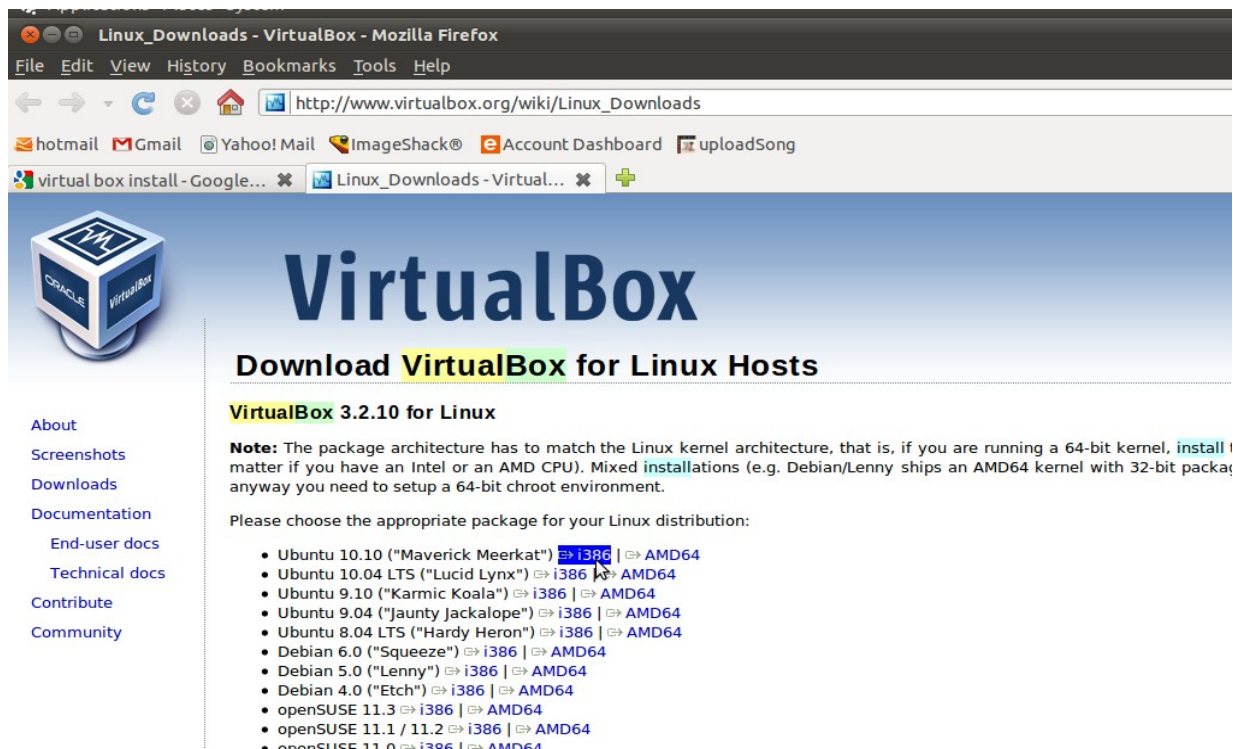 Linux_Downloads - VirtualBox - Mozilla Firefox
File Edit View History Bookmarks Tools Help
http://www.virtualbox.org/wiki/Linux_Downloads
hotmail Gmail Yahoo! Mail ImageShack® Account Dashboard uploadSong
virtual box install - Google... Linux_Downloads - Virtual...
ORACLE VirtualBox
VirtualBox
Download VirtualBox for Linux Hosts
VirtualBox 3.2.10 for Linux
About
Note: The package architecture has to match the Linux kernel architecture, that is, if you are running a 64-bit kernel, install
Screenshots
matter if you have an Intel or an AMD CPU). Mixed installations (e.g. Debian/Lenny ships an AMD64 kernel with 32-bit
Downloads
anyway you need to setup a 64-bit chroot environment.
Documentation
Please choose the appropriate package for your Linux distribution:
End-user docs
Technical docs
Contribute
Community
• Ubuntu 10.10 ("Maverick Meerkat") i386 | AMD64
• Ubuntu 10.04 LTS ("Lucid Lynx") i386 | AMD64
• Ubuntu 9.10 ("Karmic Koala") i386 | AMD64
• Ubuntu 9.04 ("Jaunty Jackalope") i386 | AMD64
• Ubuntu 8.04 LTS ("Hardy Heron") i386 | AMD64
• Debian 6.0 ("Squeeze") i386 | AMD64
• Debian 5.0 ("Lenny") i386 | AMD64
• Debian 4.0 ("Etch") i386 | AMD64
• openSUSE 11.3 i386 | AMD64
• openSUSE 11.1 / 11.2 i386 | AMD64
• openSUSE 11.0 i386 | AMD64